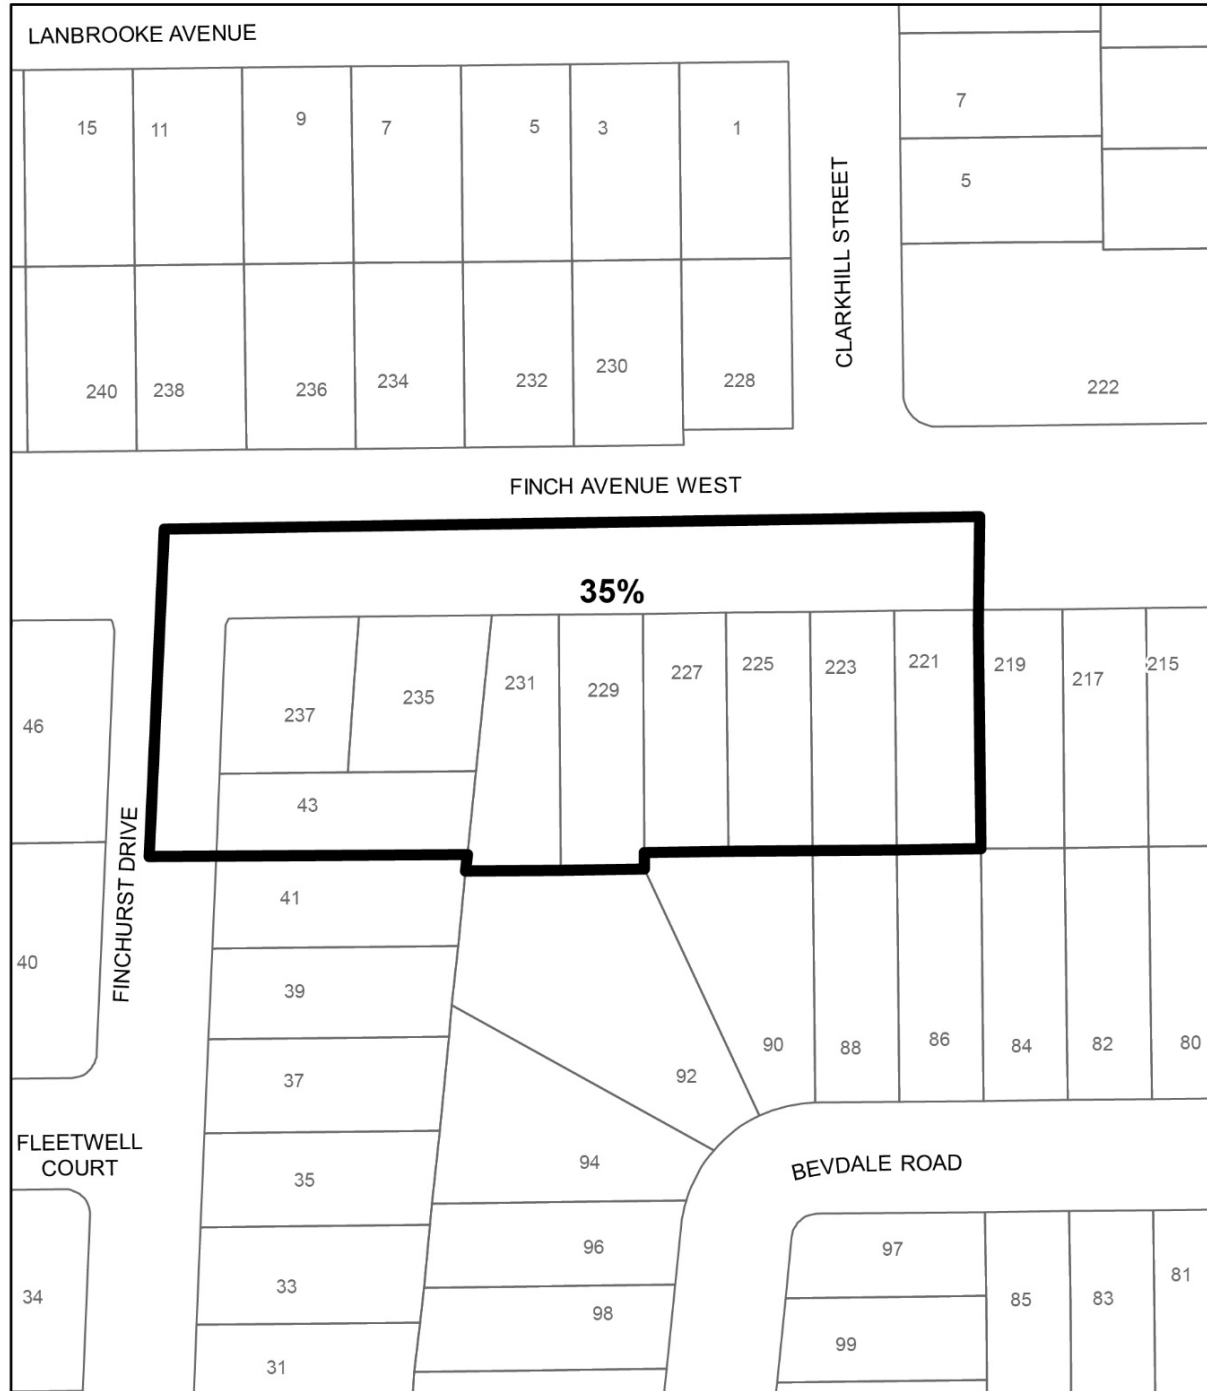 LANBROOKE AVENUE
15 11 9 7 5 3 1
7
5
CLARKHILL STREET
240 238 236 234 232 230 228
222
FINCH AVENUE WEST
35%
237 235 231 229 227 225 223 221 219 217 215
46
43
FINCHURST DRIVE
41
40
39
37
92 90 88 86 84 82 80
FLEETWELL
COURT
35
94
BEVDALE ROAD
96
97
33
34
98
85 83 81
99
31